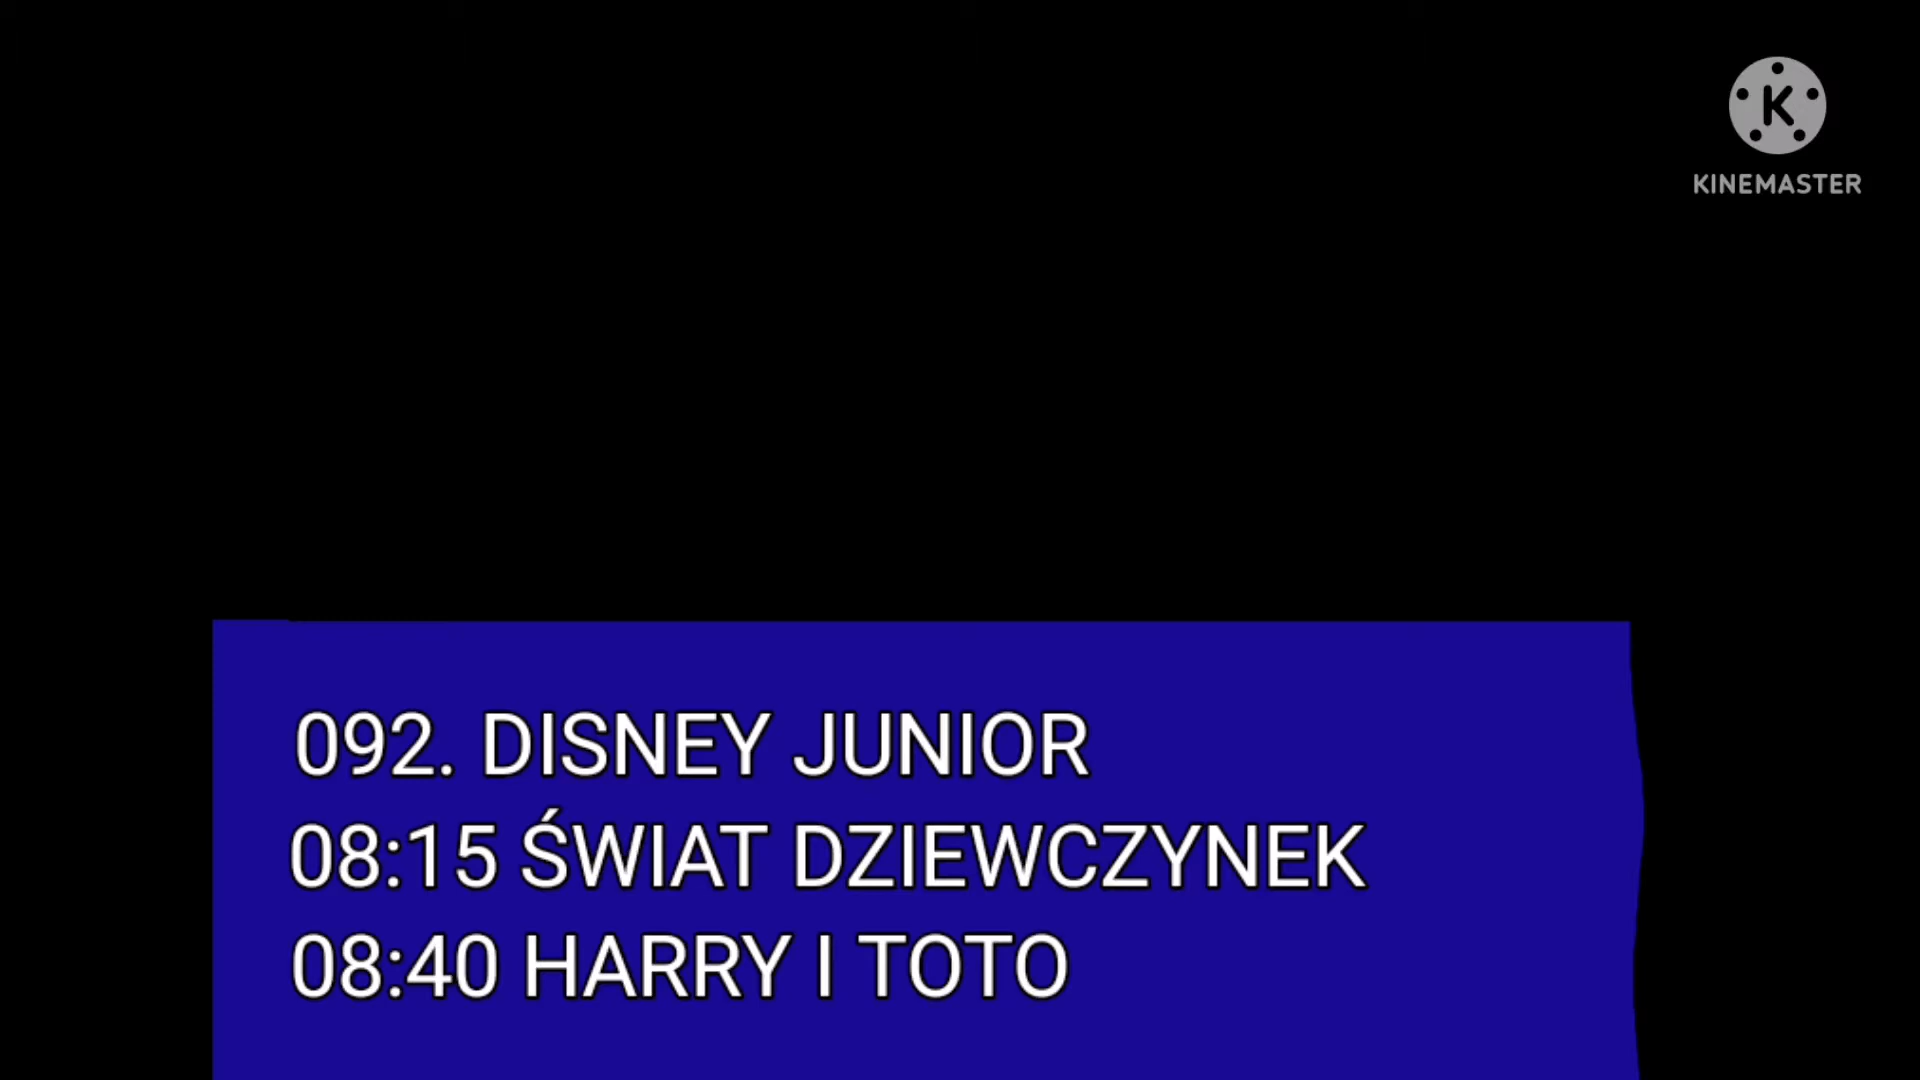 K
KINEMASTER
092. DISNEY JUNIOR
08:15 ŚWIAT DZIEWCZYNEK
08:40 HARRY I TOTO